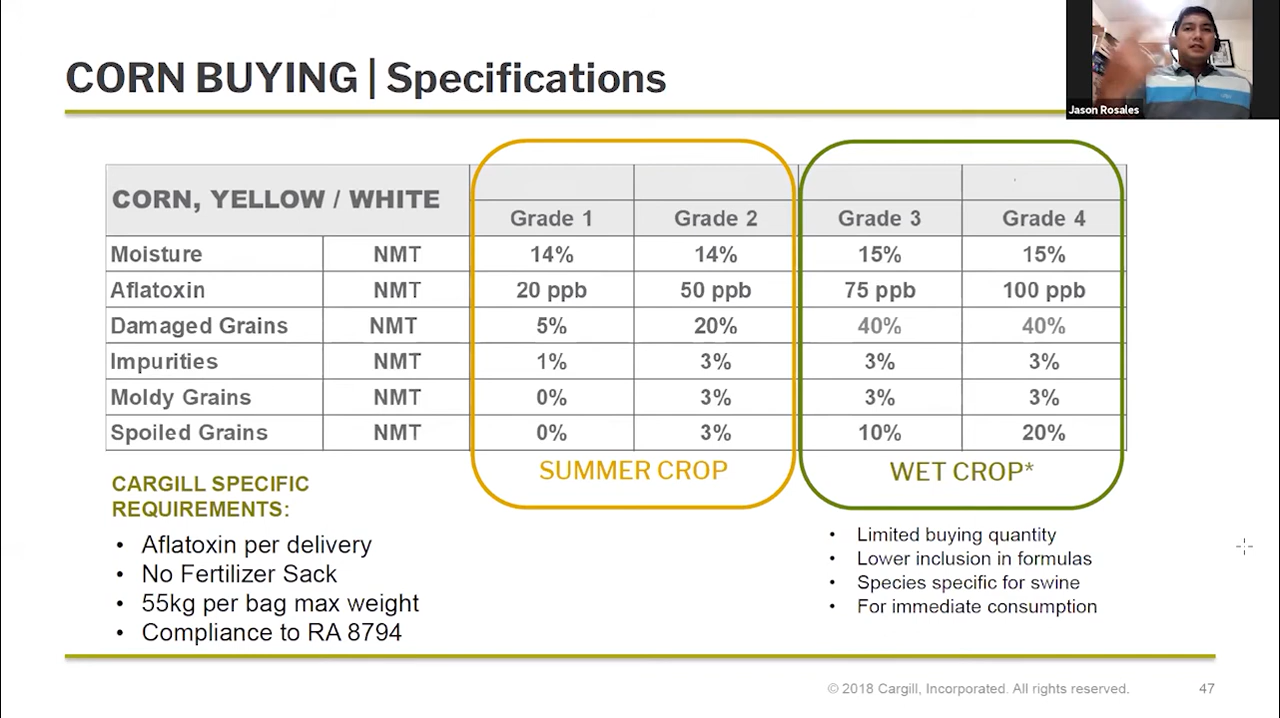 CORN BUYING | Specifications
Jason Rosales
CORN, YELLOW / WHITE
Grade 1 Grade 2 Grade 3 Grade 4
Moisture NMT 14% 14% 15% 15%
Aflatoxin NMT 20 ppb 50 ppb 75 ppb 100 ppb
Damaged Grains NMT 5% 20% 40% 40%
Impurities NMT 1% 3% 3% 3%
Moldy Grains NMT 0% 3% 3% 3%
Spoiled Grains NMT 0% 3% 10% 20%
SUMMER CROP WET CROP*
CARGILL SPECIFIC
REQUIREMENTS:
• Aflatoxin per delivery
• No Fertilizer Sack
• 55kg per bag max weight
• Compliance to RA 8794
• Limited buying quantity
• Lower inclusion in formulas
• Species specific for swine
• For immediate consumption
© 2018 Cargill, Incorporated. All rights reserved. 47